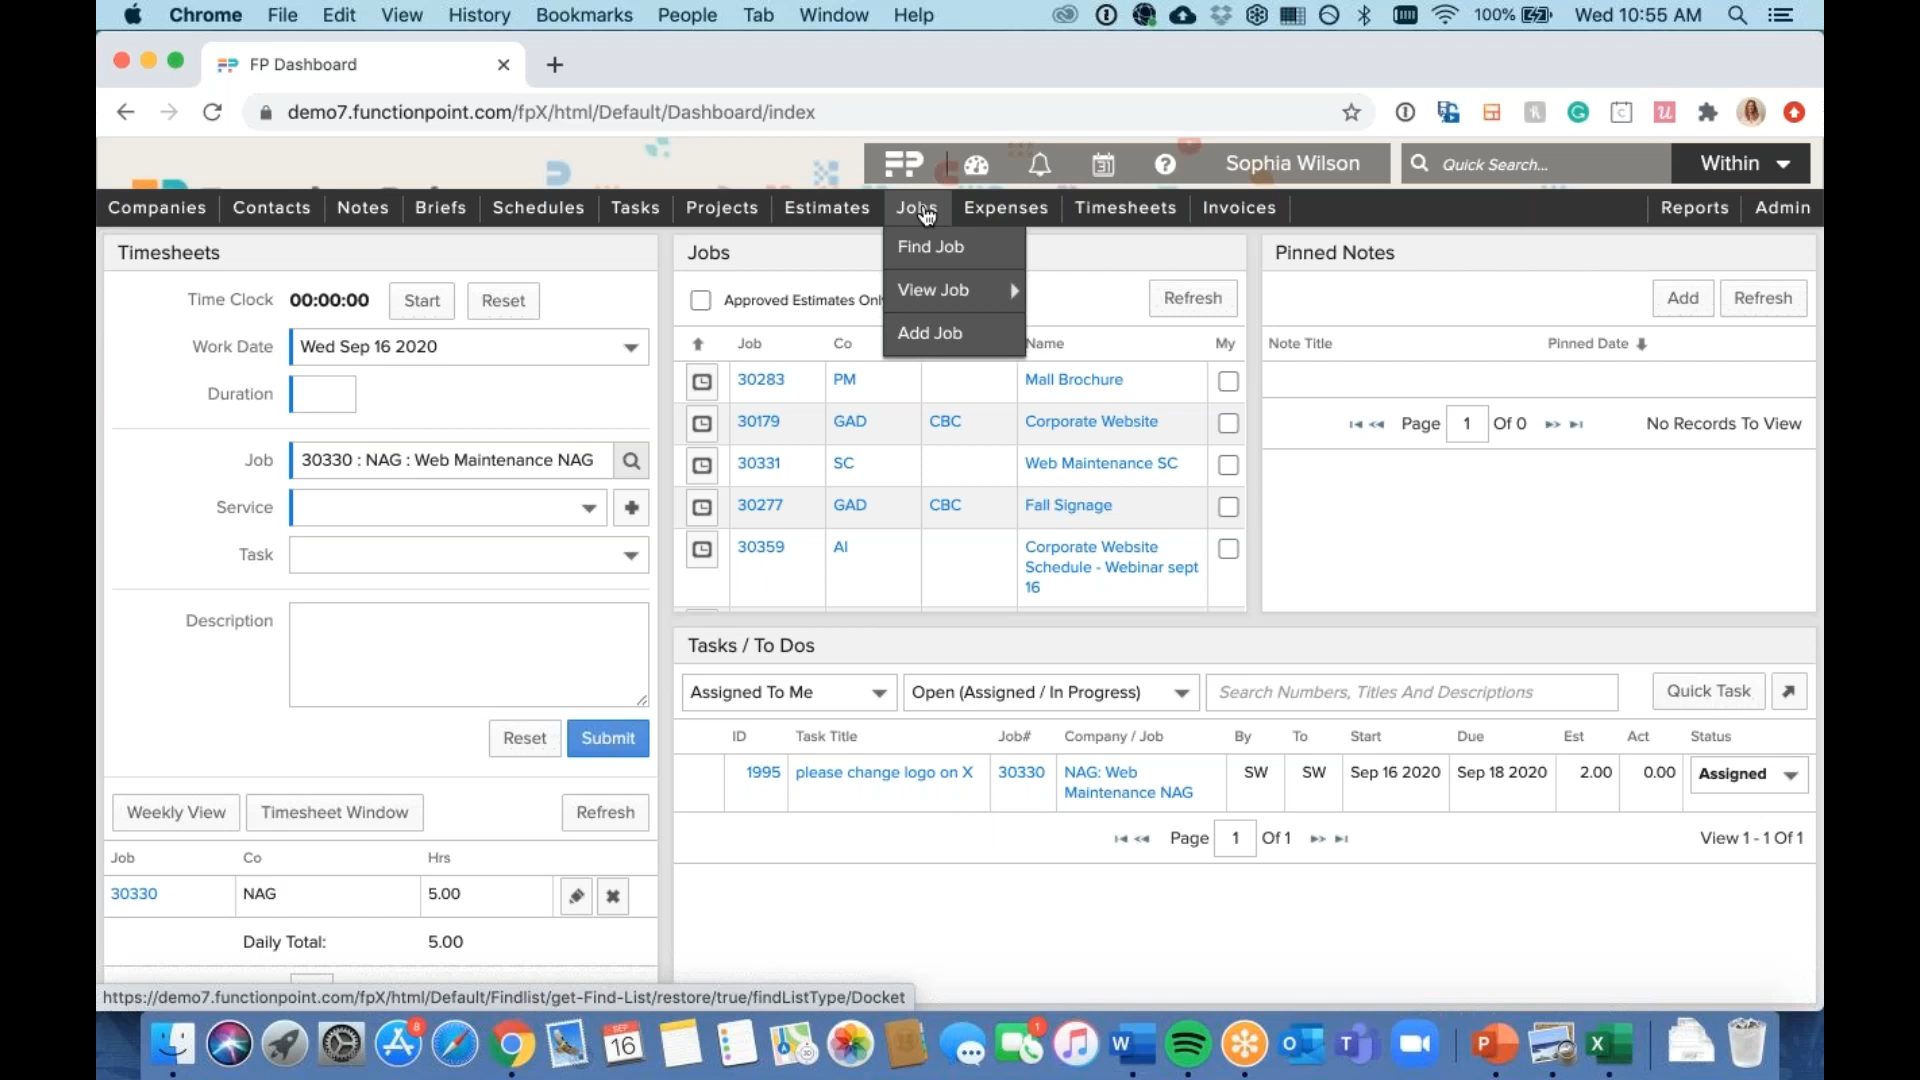 Chrome File Edit View History Bookmarks People Tab Window Help 100% Wed 10:55 AM
FP Dashboard
demo7.functionpoint.com/fpX/html/Default/Dashboard/index
FP 31 Sophia Wilson Quick Search... Within
Companies Contacts Notes Briefs Schedules Tasks Projects Estimates Jobs Expenses Timesheets Invoices Reports Admin
Timesheets
Time Clock 00:00:00 Start Reset
Work Date Wed Sep 16 2020
Duration
Job 30330 : NAG : Web Maintenance NAG
Service
Task
Description
Reset Submit
Weekly View Timesheet Window Refresh
Job Co Hrs
30330 NAG 5.00
Daily Total: 5.00
Jobs
Find Job
View Job
Add Job
Approved Estimates Onl Refresh
Job Co Name My
30283 PM Mall Brochure
30179 GAD CBC Corporate Website
30331 SC Web Maintenance SC
30277 GAD CBC Fall Signage
30359 AI Corporate Website
Schedule - Webinar sept
16
Pinned Notes
Add Refresh
Note Title Pinned Date
Page 1 Of 0 No Records To View
Tasks / To Dos
Assigned To Me Open (Assigned / In Progress) Search Numbers, Titles And Descriptions Quick Task
ID Task Title Job# Company / Job By To Start Due Est Act Status
1995 please change logo on X 30330 NAG: Web SW SW Sep 16 2020 Sep 18 2020 2.00 0.00 Assigned
Maintenance NAG
Page 1 Of 1 View 1 - 1 Of 1
https://demo7.functionpoint.com/fpX/html/Default/Findlist/get-Find-List/restore/true/findListType/Docket
8 SEP 16 1 W O T P X